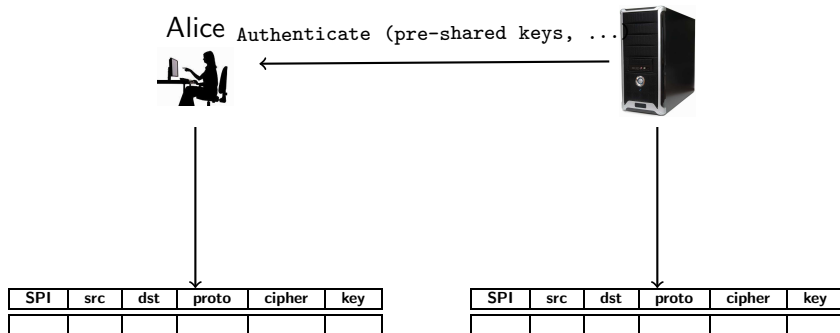 Alice
Authenticate (pre-shared keys, ...)
SPI src dst proto cipher key
SPI src dst proto cipher key